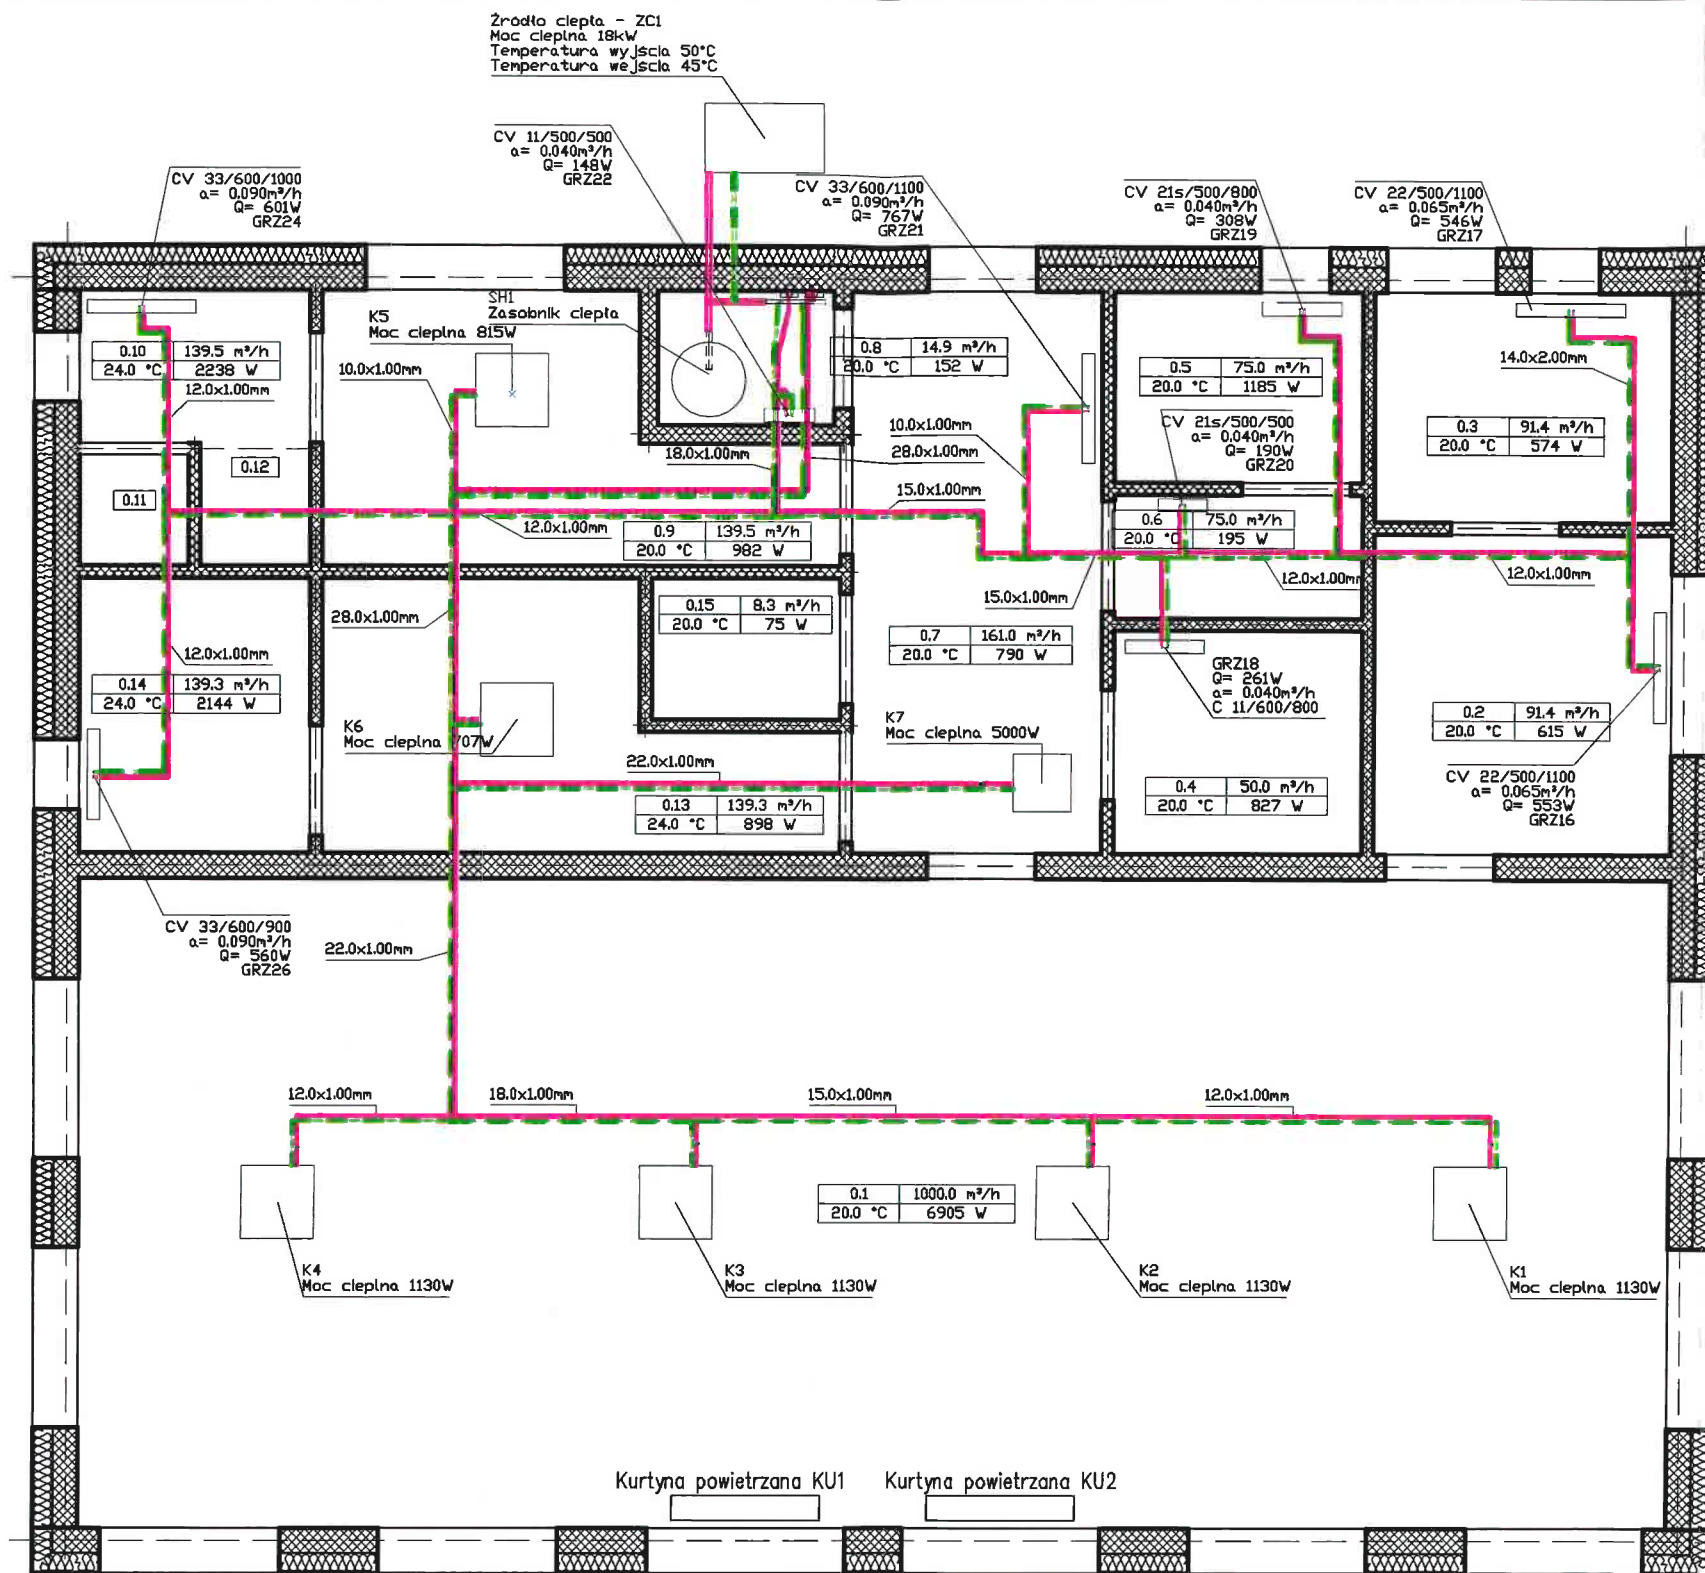 Źródło ciepła - ZC1
Moc cieplna 18kW
Temperatura wyjścia 50°C
Temperatura wejścia 45°C
CV 11/500/500
a= 0.040m³/h
Q= 148W
GRZ22
CV 33/600/1000
a= 0.090m³/h
Q= 601W
GRZ24
CV 33/600/1100
a= 0.090m³/h
Q= 767W
GRZ21
CV 21s/500/800
a= 0.040m³/h
Q= 308W
GRZ19
CV 22/500/1100
a= 0.065m³/h
Q= 546W
GRZ17
SH1
Zasobnik ciepła
K5
Moc cieplna 815W
0.10 139.5 m³/h
24.0 °C 2238 W
12.0x1.00mm
10.0x1.00mm
0.8 14.9 m³/h
20.0 °C 152 W
0.5 75.0 m³/h
20.0 °C 1185 W
14.0x2.00mm
CV 21s/500/500
a= 0.040m³/h
Q= 190W
GRZ20
0.3 91.4 m³/h
20.0 °C 574 W
10.0x1.00mm
18.0x1.00mm
28.0x1.00mm
0.12
0.11
15.0x1.00mm
12.0x1.00mm
0.9 139.5 m³/h
20.0 °C 982 W
0.6 75.0 m³/h
20.0 °C 195 W
12.0x1.00mm
12.0x1.00mm
15.0x1.00mm
28.0x1.00mm
0.15 8.3 m³/h
20.0 °C 75 W
0.7 161.0 m³/h
20.0 °C 790 W
12.0x1.00mm
0.14 139.3 m³/h
24.0 °C 2144 W
GRZ18
Q= 261W
a= 0.040m³/h
C 11/600/800
0.2 91.4 m³/h
20.0 °C 615 W
K6
Moc cieplna 707W
K7
Moc cieplna 5000W
22.0x1.00mm
0.13 139.3 m³/h
24.0 °C 898 W
0.4 50.0 m³/h
20.0 °C 827 W
CV 22/500/1100
a= 0.065m³/h
Q= 553W
GRZ16
CV 33/600/900
a= 0.090m³/h
Q= 560W
GRZ26
22.0x1.00mm
12.0x1.00mm
18.0x1.00mm
15.0x1.00mm
12.0x1.00mm
0.1 1000.0 m³/h
20.0 °C 6905 W
K4
Moc cieplna 1130W
K3
Moc cieplna 1130W
K2
Moc cieplna 1130W
K1
Moc cieplna 1130W
Kurtyna powietrzana KU1
Kurtyna powietrzana KU2